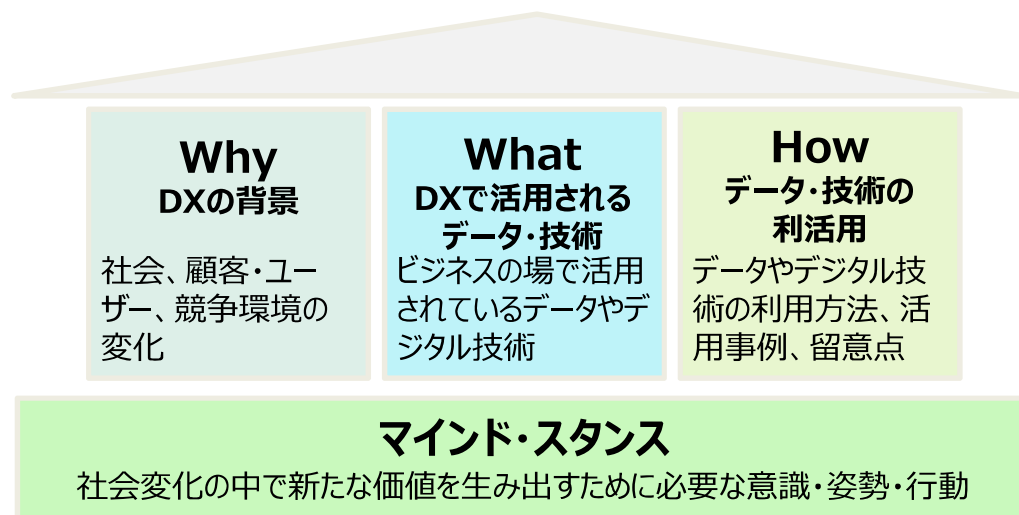 Why
DXの背景
社会、顧客・ユー
ザー、競争環境の
変化
What
DXで活用される
データ・技術
ビジネスの場で活用
されているデータやデ
ジタル技術
How
データ・技術の
利活用
データやデジタル技
術の利用方法、活
用事例、留意点
マインド・スタンス
社会変化の中で新たな価値を生み出すために必要な意識・姿勢・行動